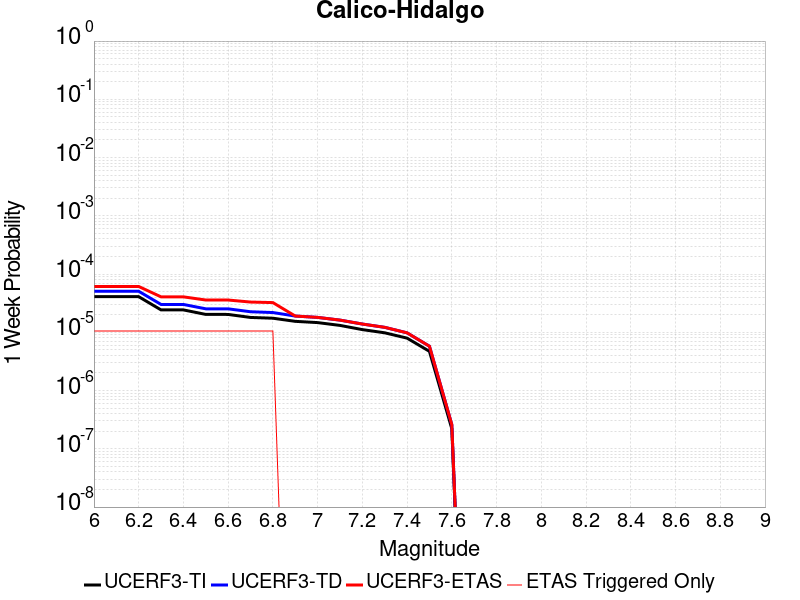 Calico-Hidalgo
10^0
10^-1
10^-2
10^-3
10^-4
10^-5
10^-6
10^-7
10^-8
1 Week Probability
6 6.2 6.4 6.6 6.8 7 7.2 7.4 7.6 7.8 8 8.2 8.4 8.6 8.8 9
Magnitude
UCERF3-TI UCERF3-TD UCERF3-ETAS ETAS Triggered Only